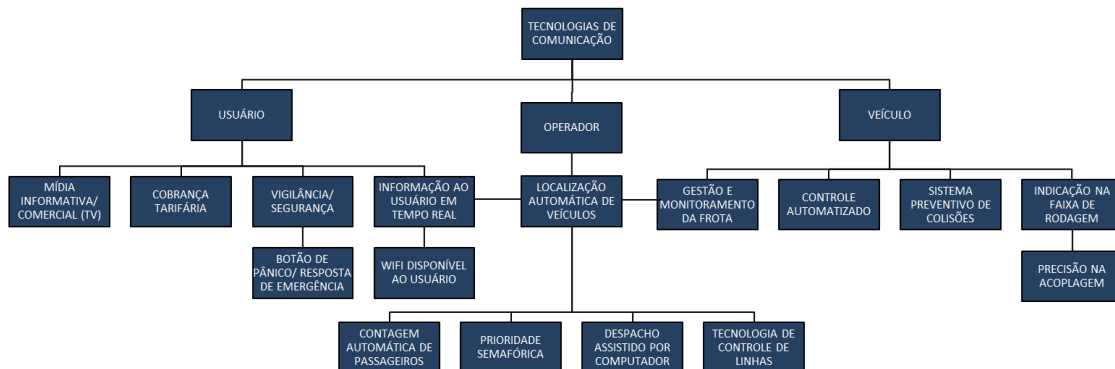 TECNOLOGIAS DE
COMUNICAÇÃO
USUÁRIO
OPERADOR
VEÍCULO
MÍDIA
INFORMATIVA/
COMERCIAL (TV)
COBRANÇA
TARIFÁRIA
VIGILÂNCIA/
SEGURANÇA
INFORMAÇÃO AO
USUÁRIO EM
TEMPO REAL
LOCALIZAÇÃO
AUTOMÁTICA DE
VEÍCULOS
GESTÃO E
MONITORAMENTO
DA FROTA
CONTROLE
AUTOMATIZADO
SISTEMA
PREVENTIVO DE
COLISÕES
INDICAÇÃO NA
FAIXA DE
RODAGEM
BOTÃO DE
PÂNICO/ RESPOSTA
DE EMERGÊNCIA
WIFI DISPONÍVEL
AO USUÁRIO
PRECISÃO NA
ACOPLAGEM
CONTAGEM
AUTOMÁTICA DE
PASSAGEIROS
PRIORIDADE
SEMAFÓRICA
DESPACHO
ASSISTIDO POR
COMPUTADOR
TECNOLOGIA DE
CONTROLE DE
LINHAS